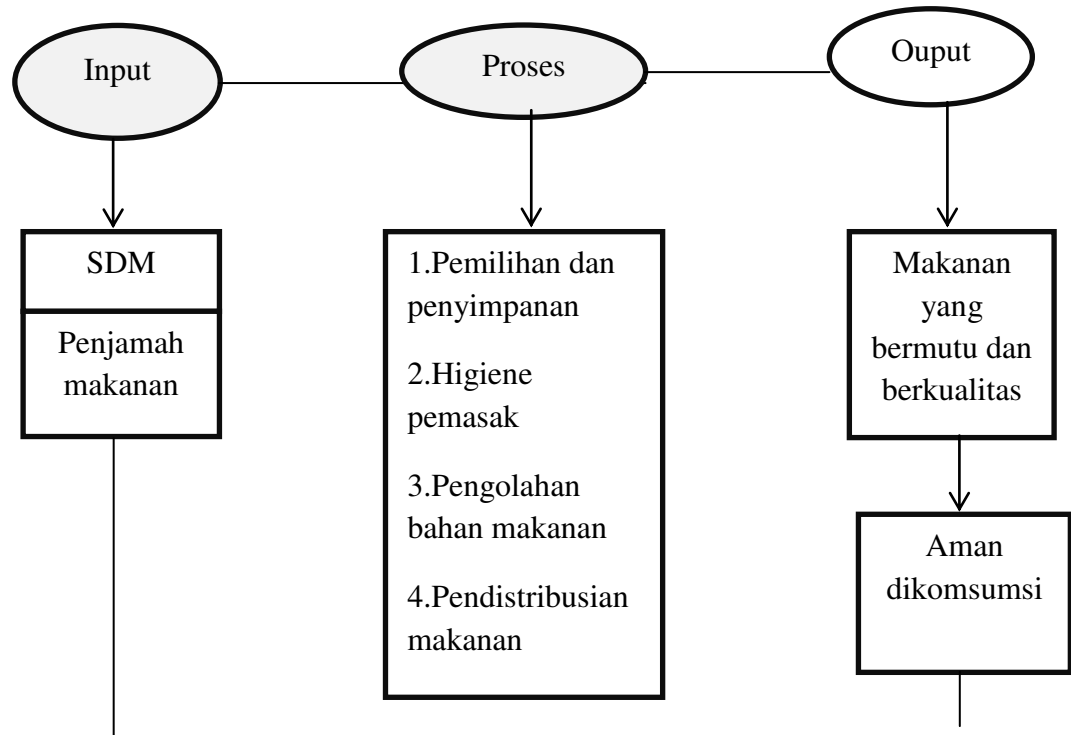 Input
Proses
Ouput
SDM
Penjamah
makanan
1.Pemilihan dan
penyimpanan
2.Higiene
pemasak
3.Pengolahan
bahan makanan
4.Pendistribusian
makanan
Makanan
yang
bermutu dan
berkualitas
Aman
dikomsumsi